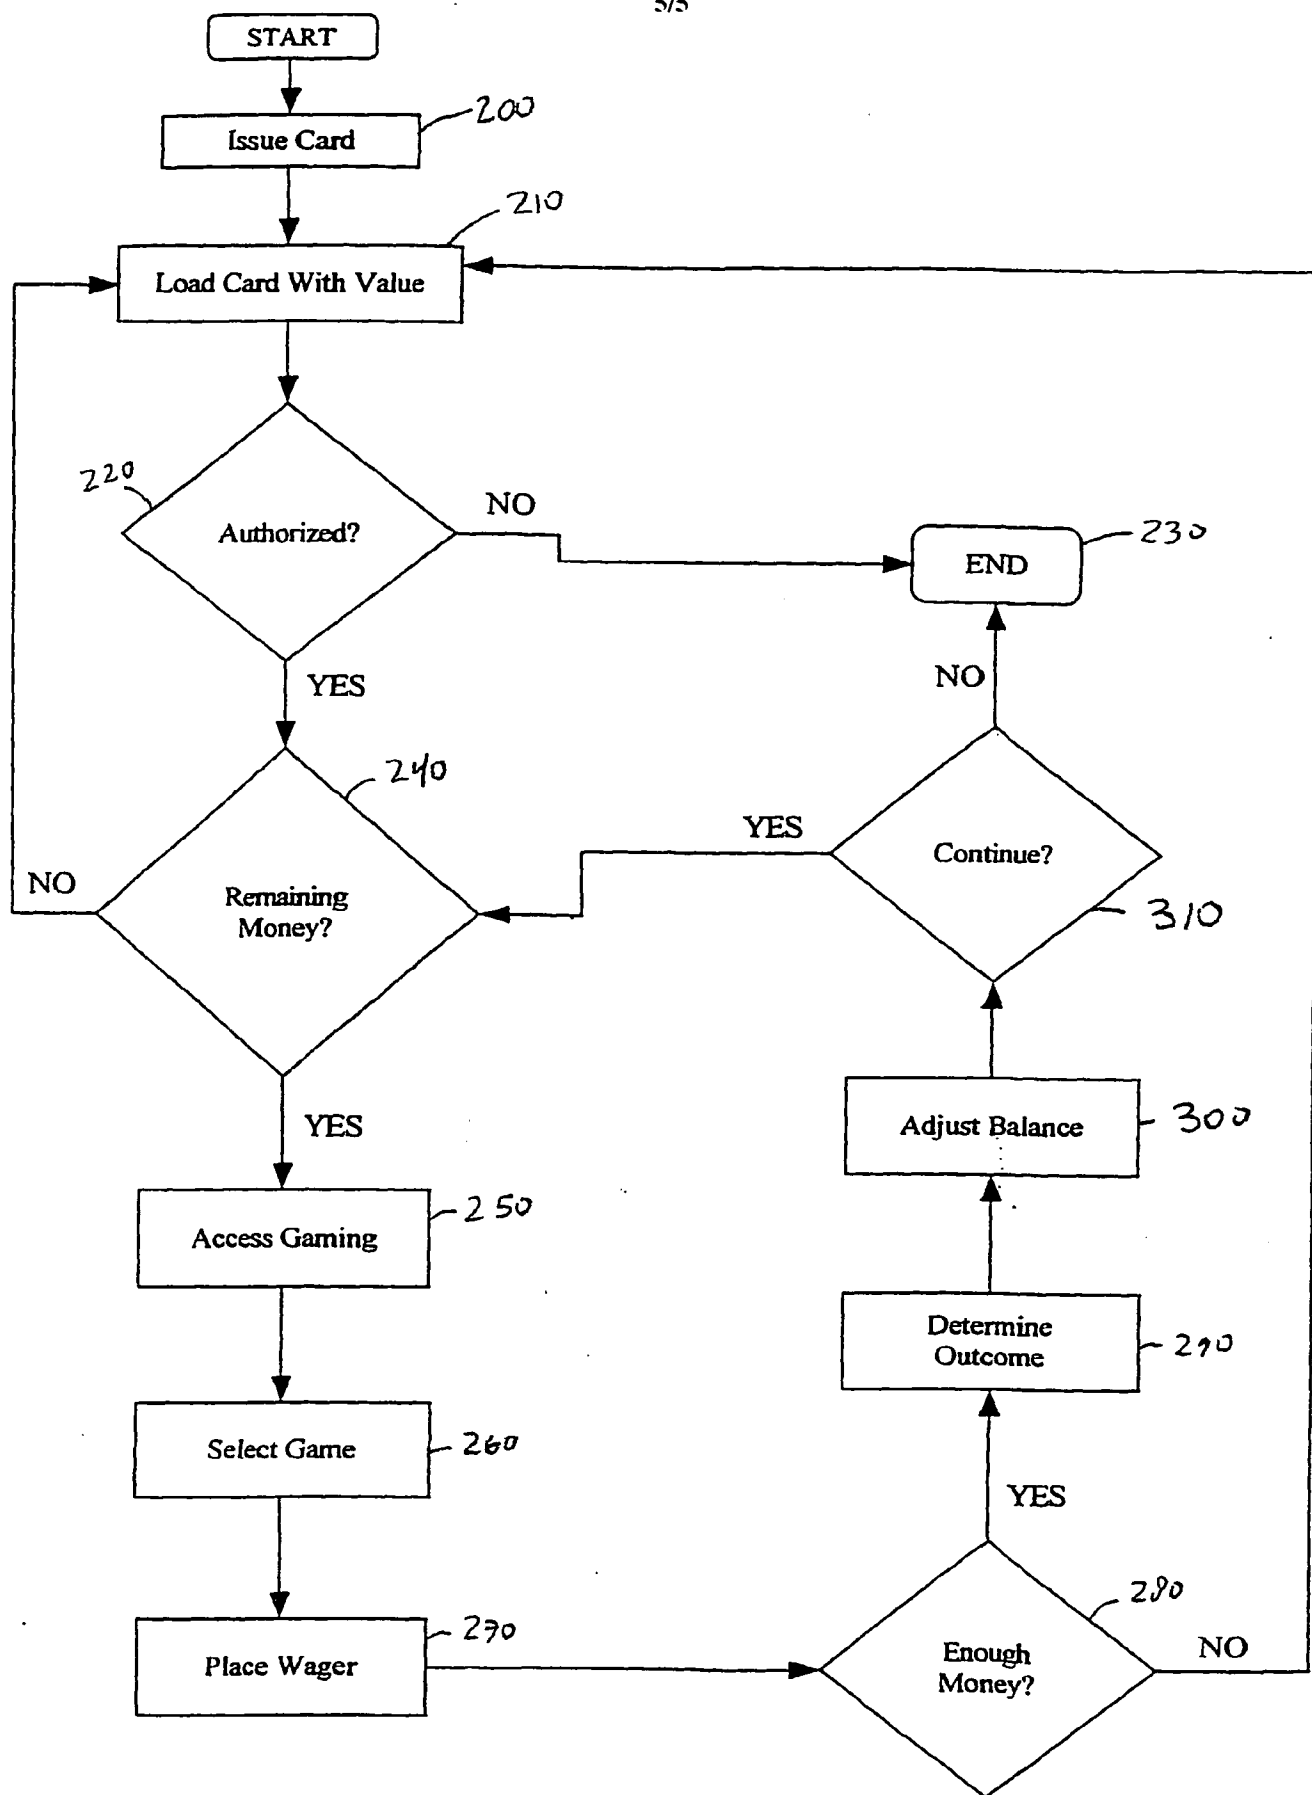 5/5
START
Issue Card
200
210
Load Card With Value
220
Authorized?
NO
END
230
YES
NO
240
YES
Continue?
NO
Remaining
Money?
310
YES
Adjust Balance
300
Access Gaming
250
Determine
Outcome
290
Select Game
260
YES
280
Place Wager
270
Enough
Money?
NO